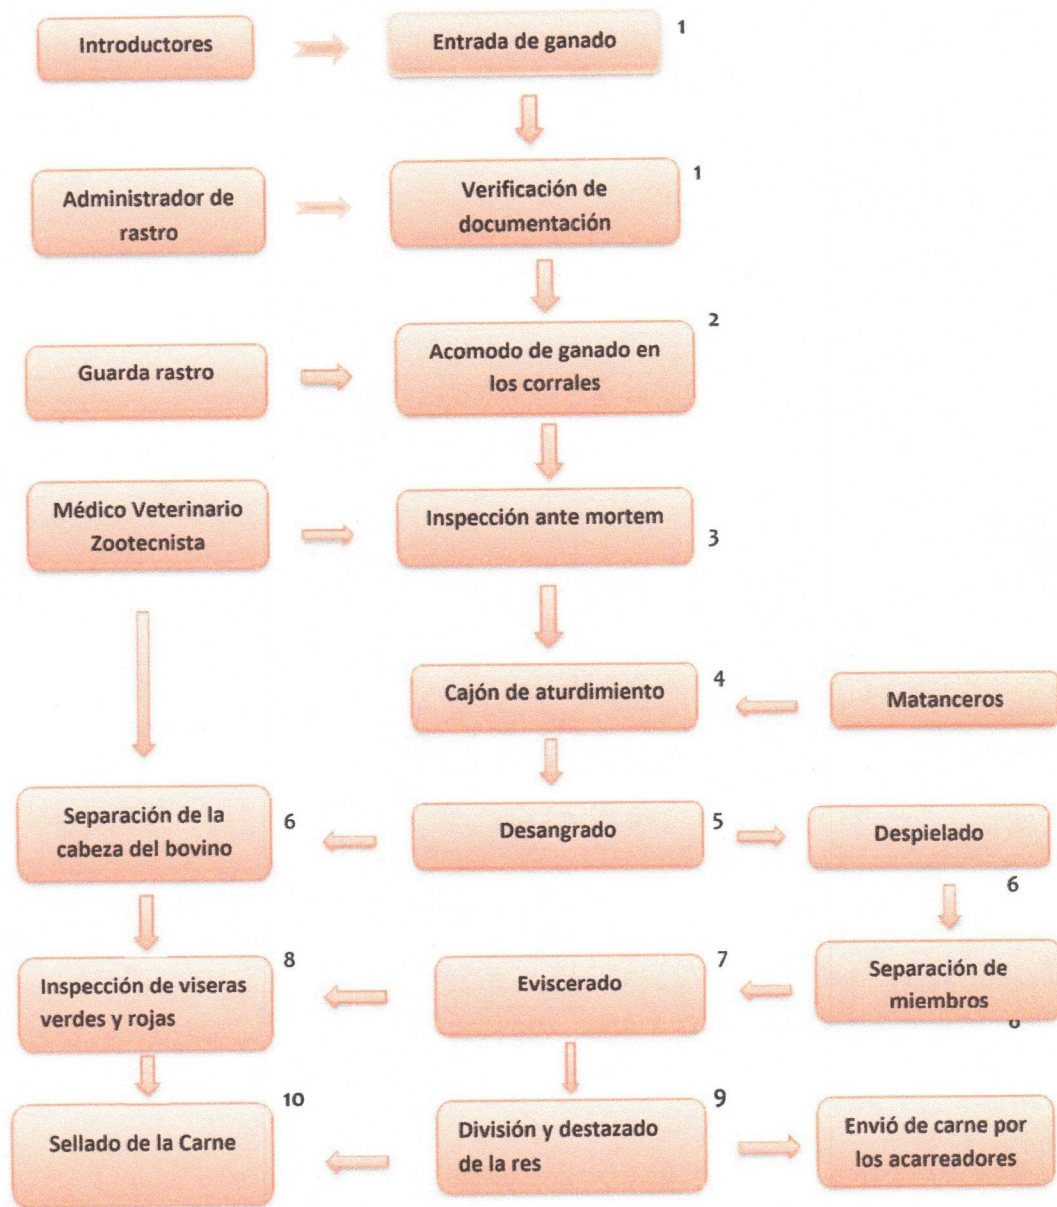 Introductores
Entrada de ganado
1
Administrador de
rastro
Verificación de
documentación
1
Guarda rastro
Acomodo de ganado en
los corrales
2
Médico Veterinario
Zootecnista
Inspección ante mortem
3
Cajón de aturdimiento
4
Matanceros
Separación de la
cabeza del bovino
6
Desangrado
5
Despielado
6
Inspección de viseras
verdes y rojas
8
Eviscerado
7
Separación de
miembros
Sellado de la Carne
10
División y destazado
de la res
9
Envió de carne por
los acarreadores